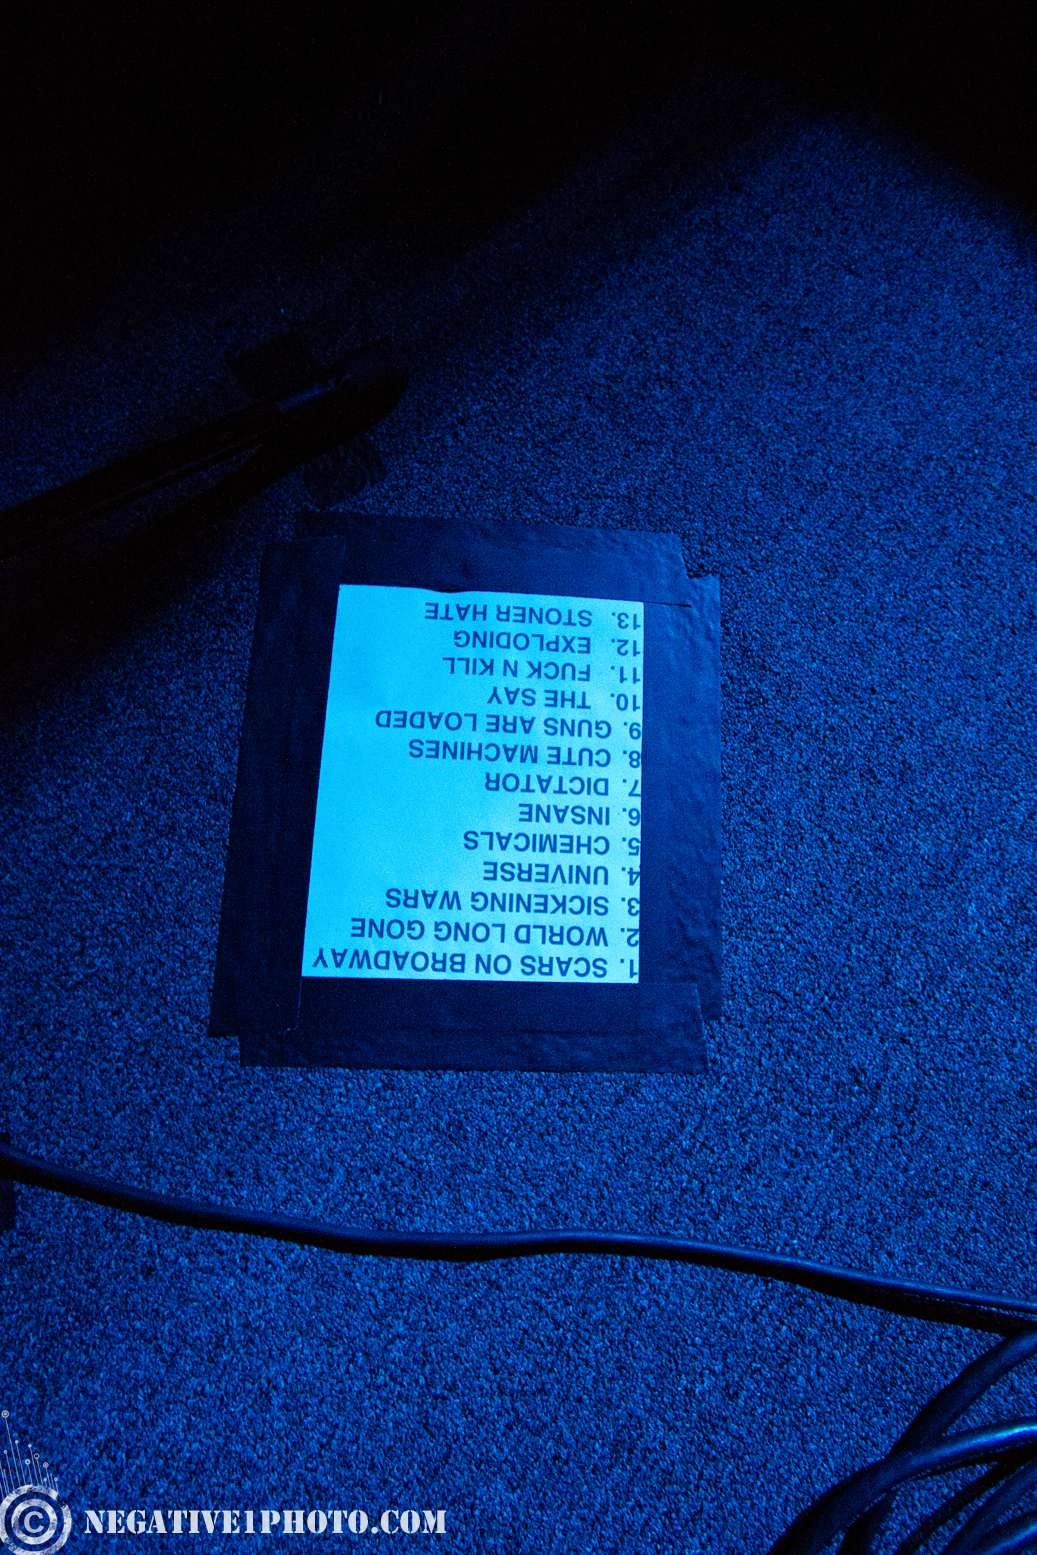 1. SCARS ON BROADWAY
2. WORLD LONG GONE
3. SICKENING WARS
4. UNIVERSE
5. CHEMICALS
6. INSANE
7. DICTATOR
8. CUTE MACHINES
9. GUNS ARE LOADED
10. THE SAY
11. FUCK N KILL
12. EXPLODING
13. STONER HATE
© NEGATIVE1PHOTO.COM